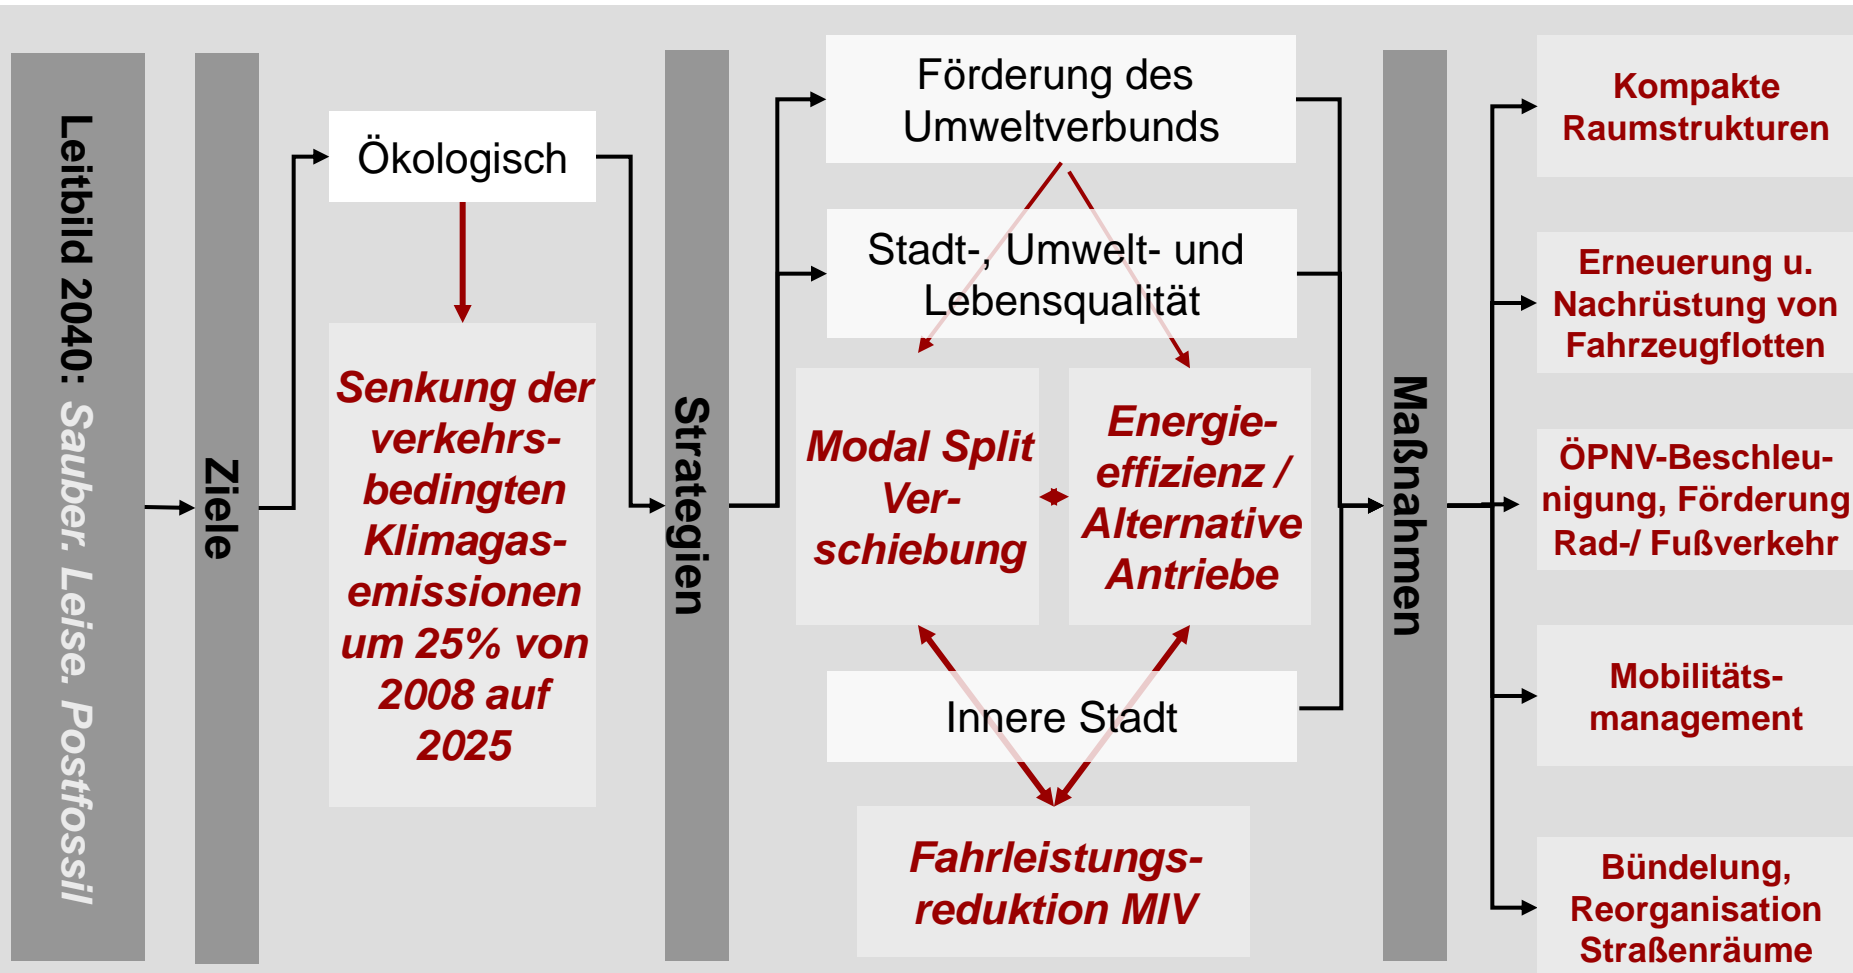 Leitbild 2040: Sauber. Leise. Postfossil
Ziele
Ökologisch
Senkung der
verkehrs-
bedingten
Klimagas-
emissionen
um 25% von
2008 auf
2025
Strategien
Förderung des
Umweltverbunds
Stadt-, Umwelt- und
Lebensqualität
Modal Split
Ver-
schiebung
Energie-
effizienz /
Alternative
Antriebe
Innere Stadt
Fahrleistungs-
reduktion MIV
Maßnahmen
Kompakte
Raumstrukturen
Erneuerung u.
Nachrüstung von
Fahrzeugflotten
ÖPNV-Beschleu-
nigung, Förderung
Rad-/ Fußverkehr
Mobilitäts-
management
Bündelung,
Reorganisation
Straßenräume